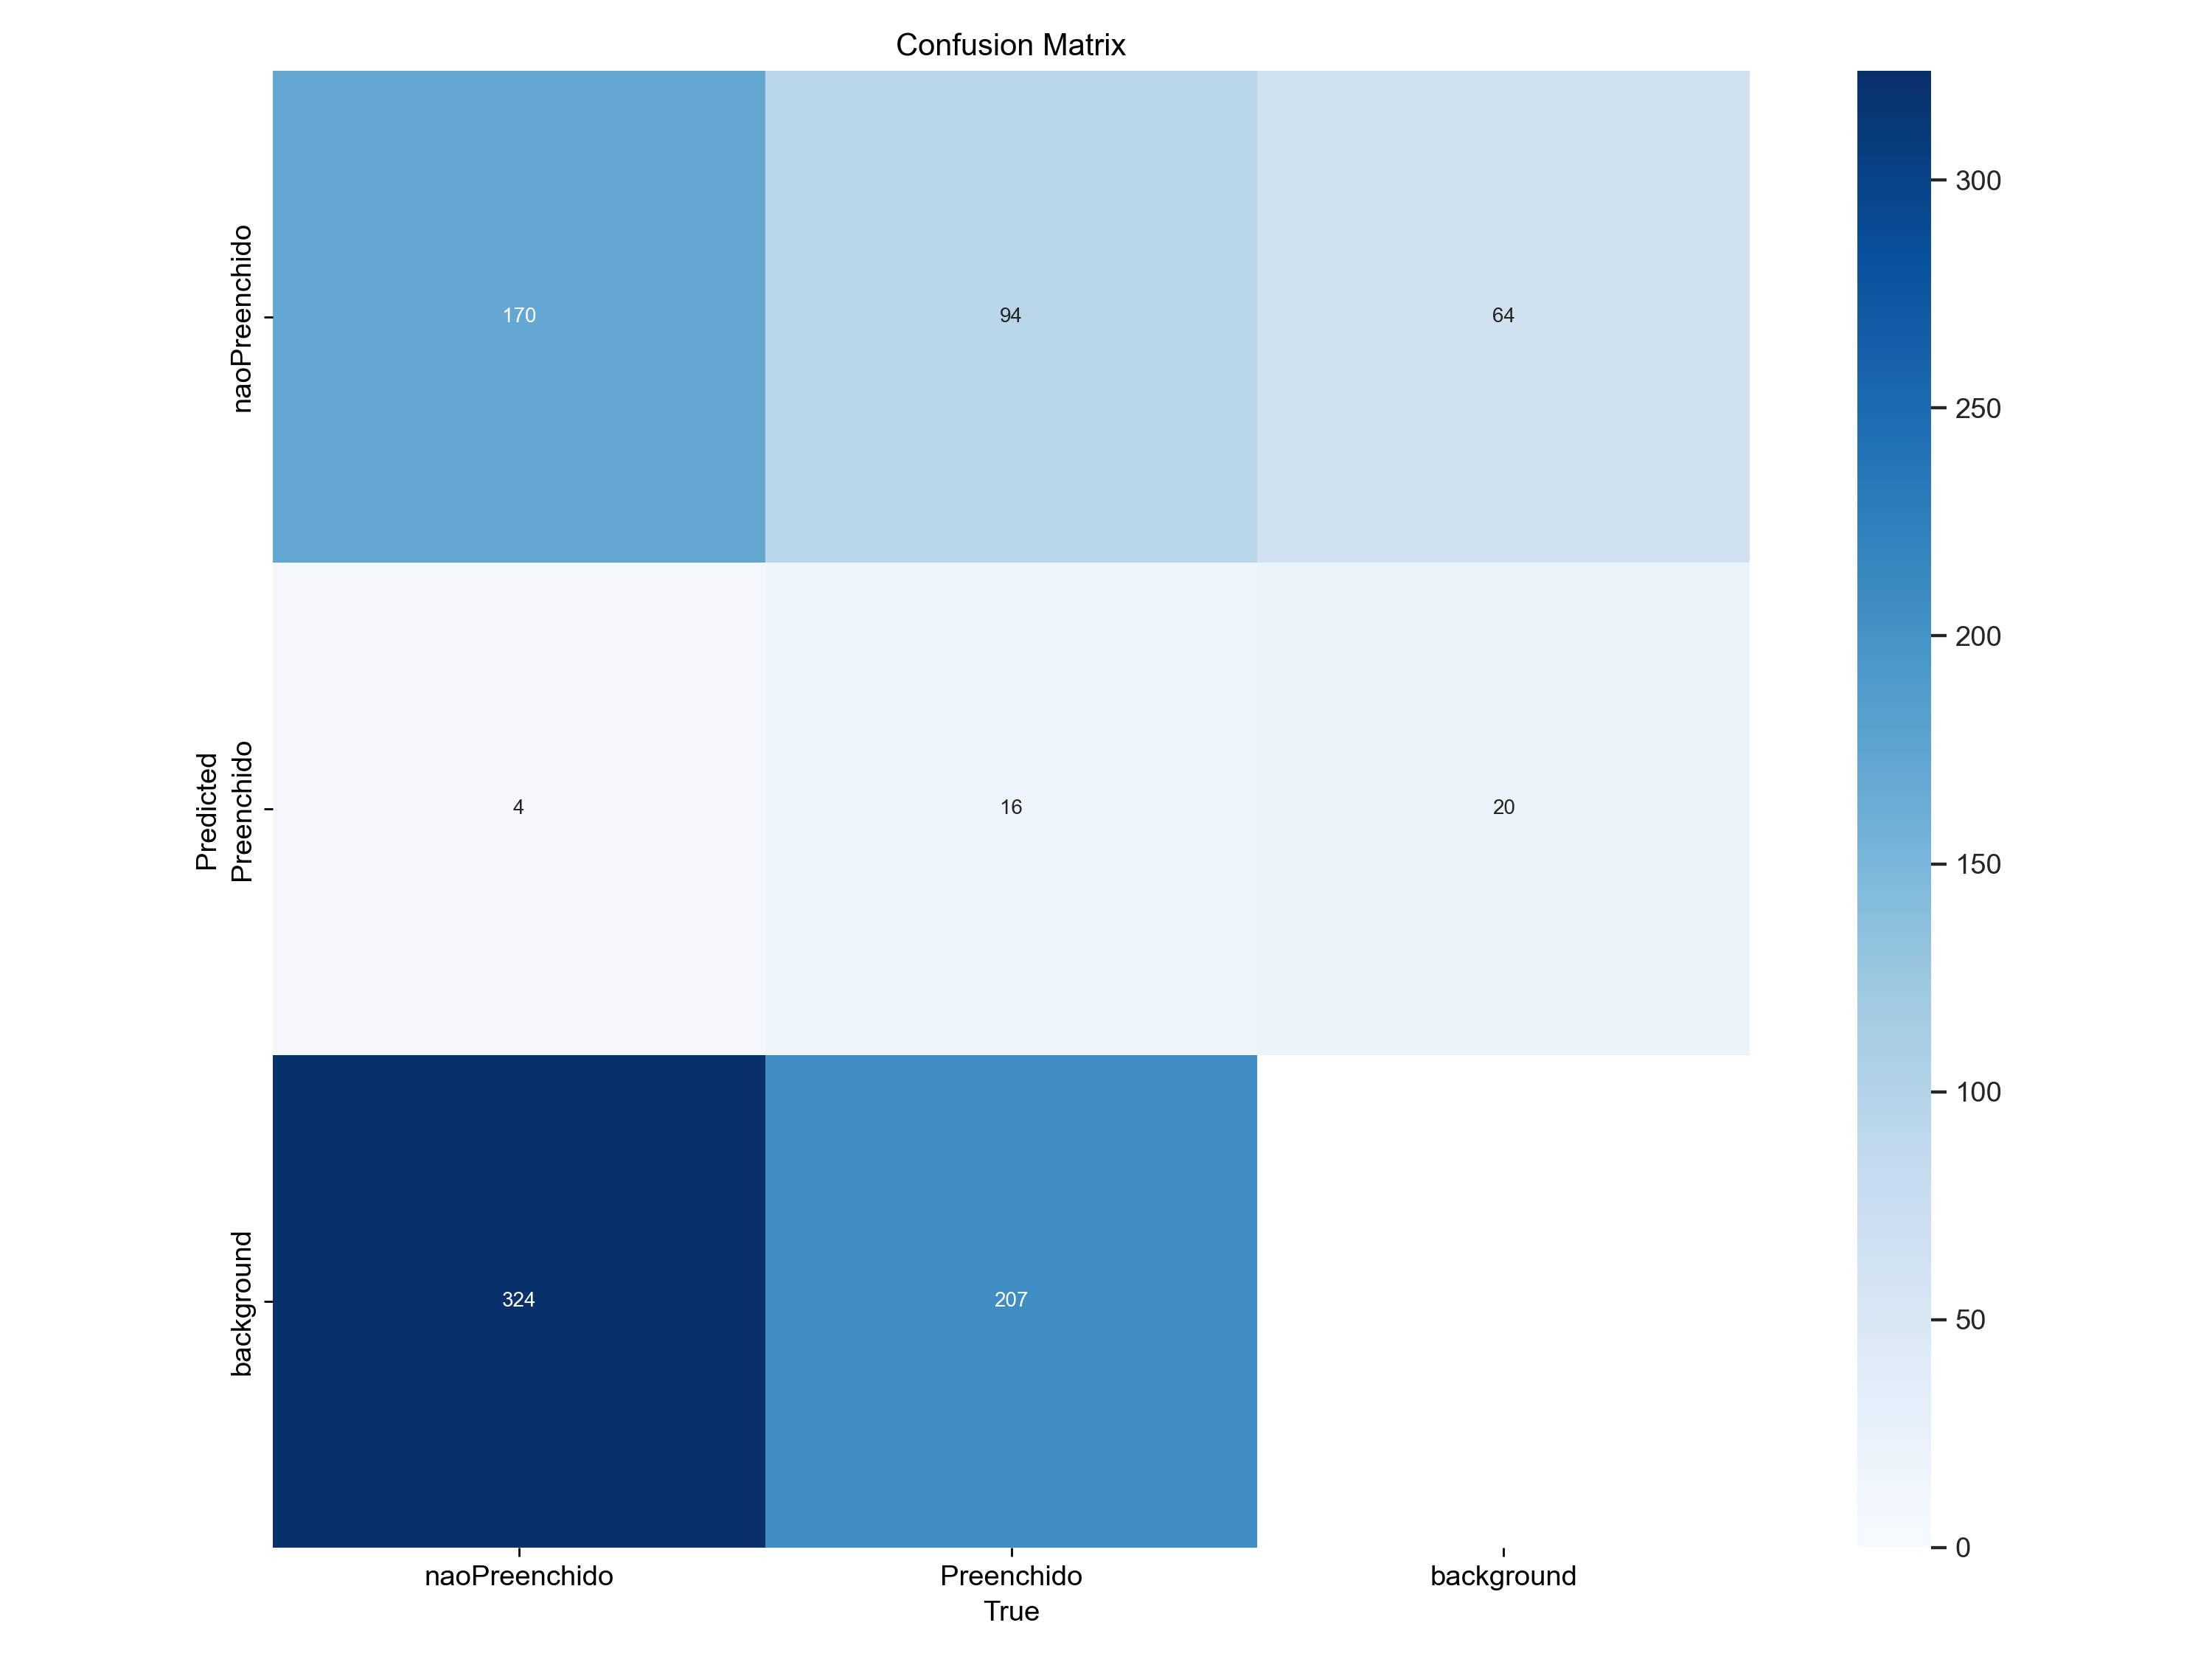 Confusion Matrix
naoPreenchido
170
94
64
Predicted
Preenchido
4
16
20
background
324
207
naoPreenchido
Preenchido
background
True
300
250
200
150
100
50
0